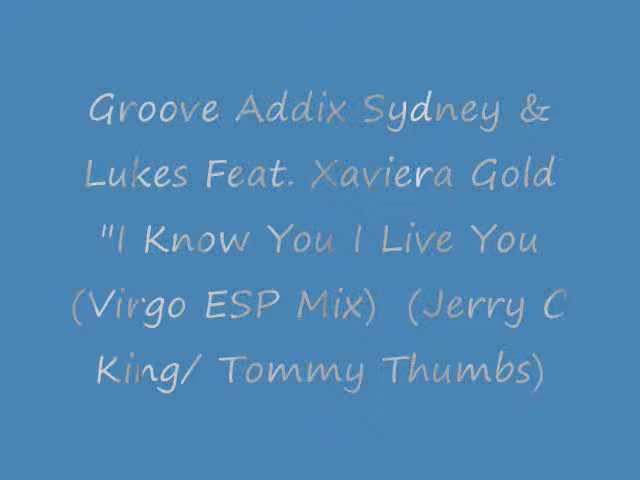 Groove Addix Sydney &
Lukes Feat. Xaviera Gold
"I Know You I Live You
(Virgo ESP Mix) (Jerry C
King/ Tommy Thumbs)